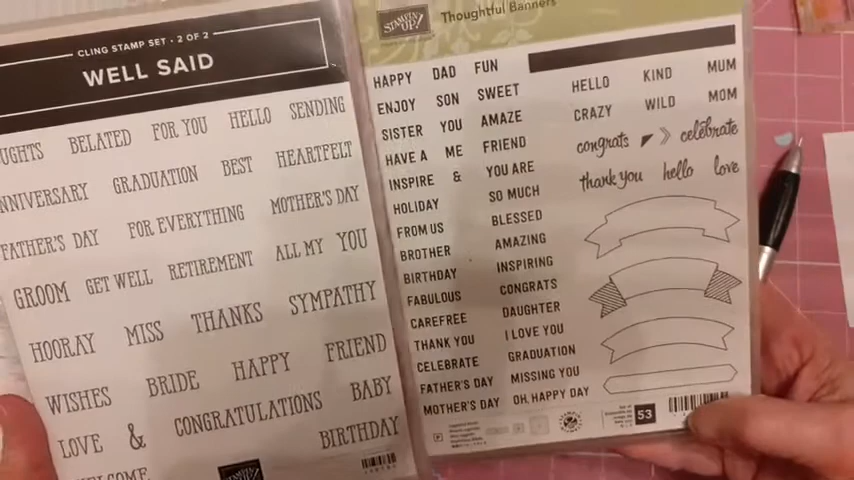 CLING STAMP SET • 2 OF 2
WELL SAID
BELATED FOR YOU HELLO SENDING
GRADUATION BEST HEARTFELT
FATHER'S DAY FOR EVERYTHING MOTHER'S DAY
GROOM GET WELL RETIREMENT ALL MY YOU
HOORAY MISS THANKS SYMPATHY
WISHES BRIDE HAPPY FRIEND
LOVE & CONGRATULATIONS BABY
BIRTHDAY
STAMPIN' UP!
STAMPIN' UP!
Thoughtful Banners
HAPPY DAD FUN
ENJOY SON SWEET
SISTER YOU AMAZE
HAVE A ME FRIEND
INSPIRE & YOU ARE
HOLIDAY SO MUCH
FROM US BLESSED
BROTHER AMAZING
BIRTHDAY INSPIRING
FABULOUS CONGRATS
CAREFREE DAUGHTER
THANK YOU I LOVE YOU
CELEBRATE GRADUATION
FATHER'S DAY MISSING YOU
MOTHER'S DAY OH, HAPPY DAY
HELLO KIND MUM
CRAZY WILD MOM
congrats celebrate
thank you hello love
53